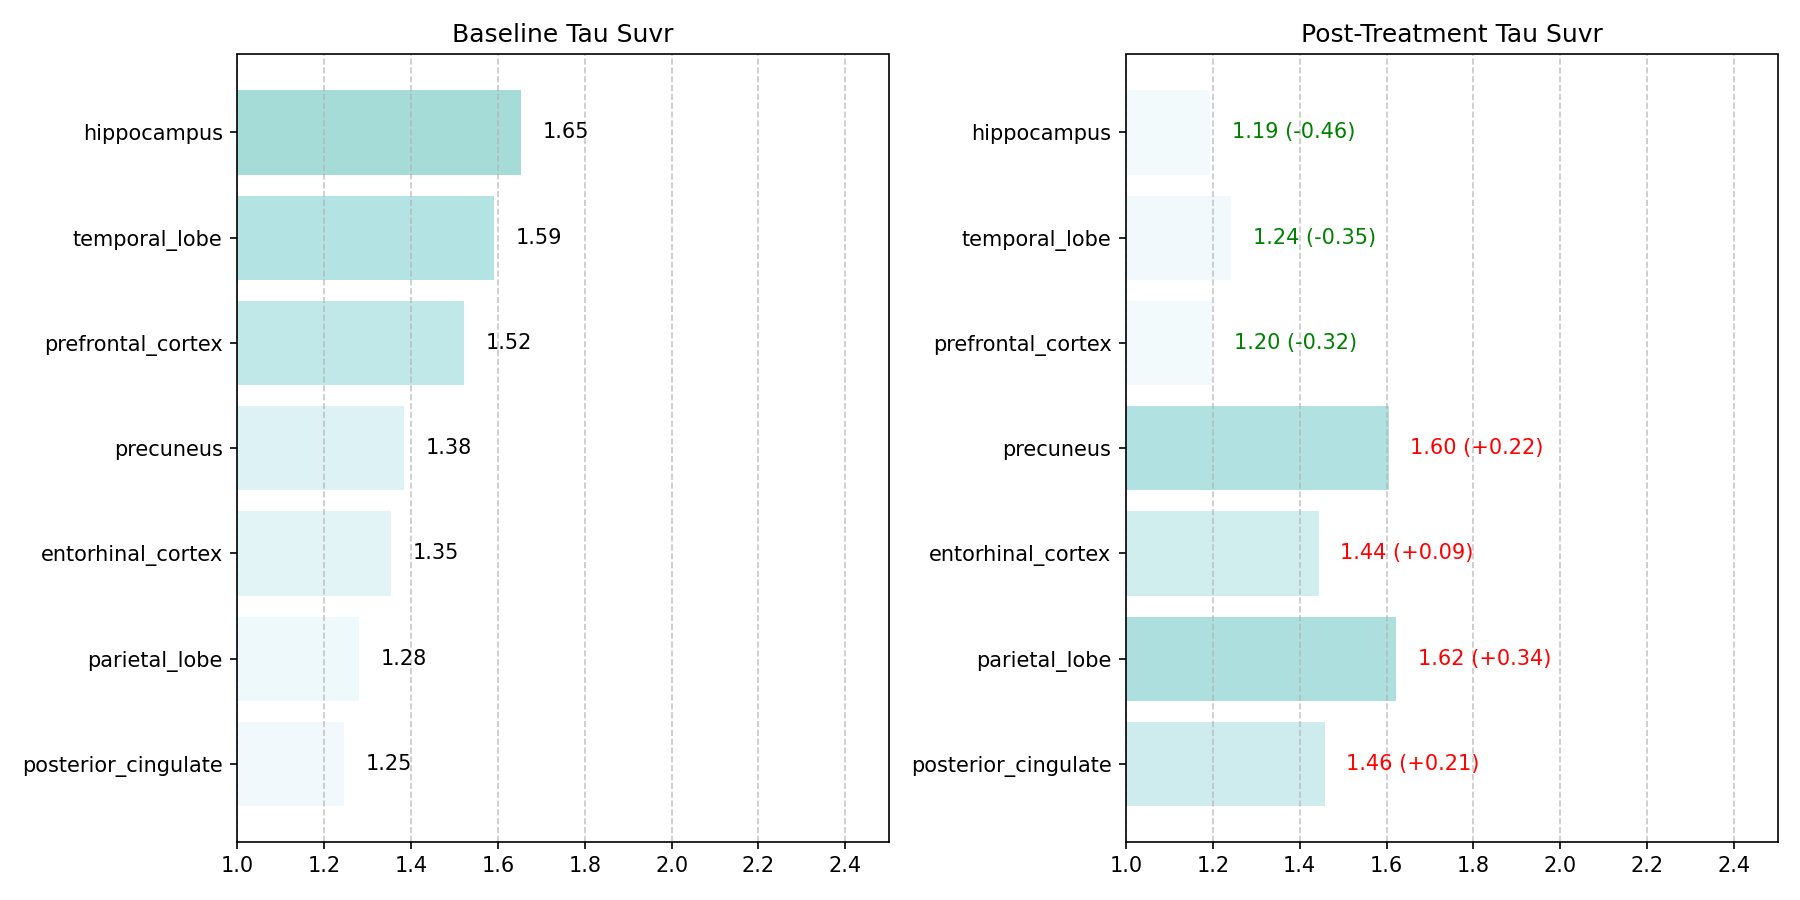 Baseline Tau Suvr
hippocampus 1.65
temporal_lobe 1.59
prefrontal_cortex 1.52
precuneus 1.38
entorhinal_cortex 1.35
parietal_lobe 1.28
posterior_cingulate 1.25
1.0 1.2 1.4 1.6 1.8 2.0 2.2 2.4
Post-Treatment Tau Suvr
hippocampus 1.19 (-0.46)
temporal_lobe 1.24 (-0.35)
prefrontal_cortex 1.20 (-0.32)
precuneus 1.60 (+0.22)
entorhinal_cortex 1.44 (+0.09)
parietal_lobe 1.62 (+0.34)
posterior_cingulate 1.46 (+0.21)
1.0 1.2 1.4 1.6 1.8 2.0 2.2 2.4